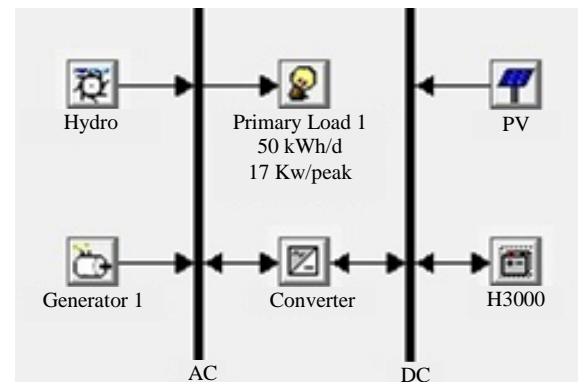 Hydro
Primary Load 1
50 kWh/d
17 Kw/peak
PV
Generator 1
Converter
H3000
AC
DC